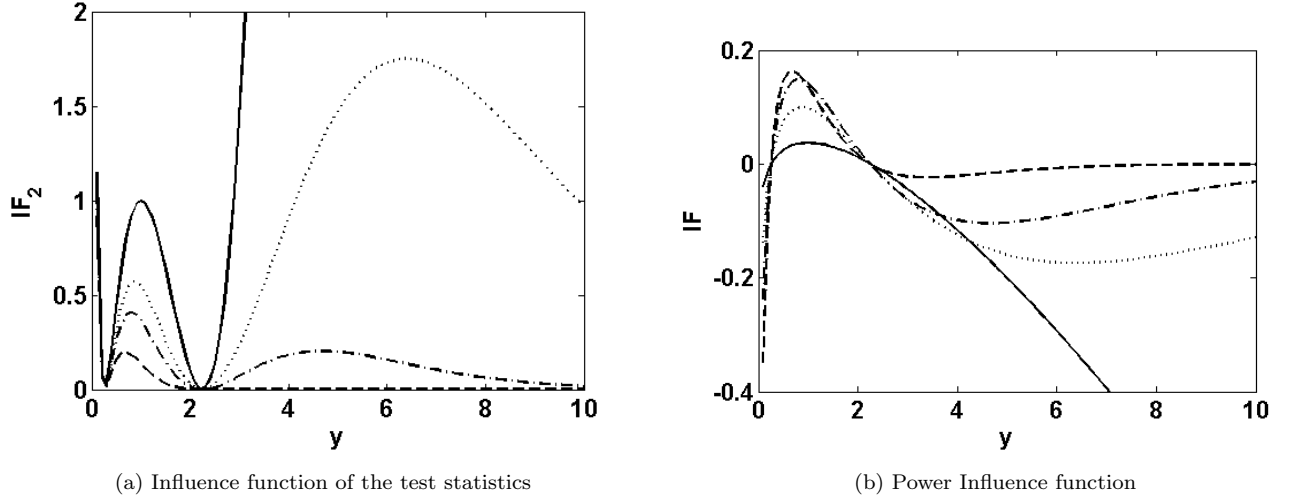 2
1.5
1
0.5
0
IF2
0 2 4 6 8 10
y
(a) Influence function of the test statistics
0.2
0
-0.2
-0.4
IF
0 2 4 6 8 10
y
(b) Power Influence function